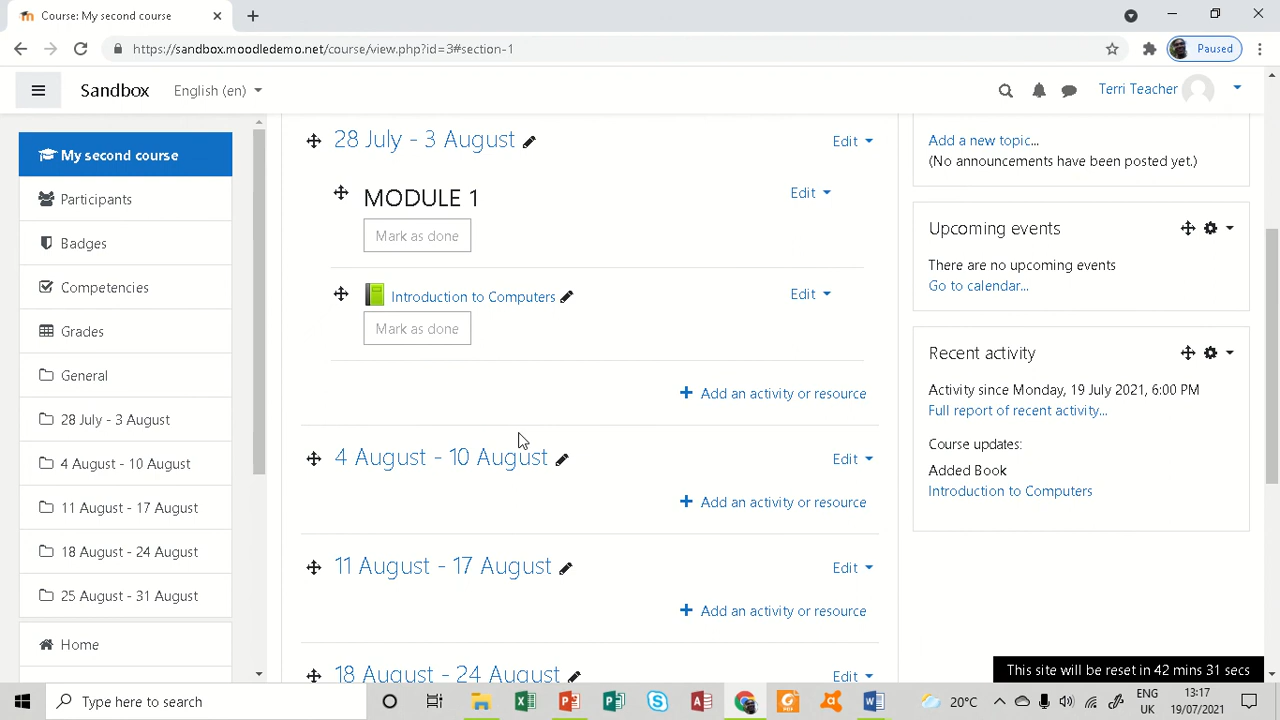 Course: My second course
https://sandbox.moodledemo.net/course/view.php?id=3#section-1
Paused
Sandbox
English (en)
Terri Teacher
My second course
Participants
Badges
Competencies
Grades
General
28 July - 3 August
4 August - 10 August
11 August - 17 August
18 August - 24 August
25 August - 31 August
Home
28 July - 3 August
Edit
MODULE 1
Edit
Mark as done
Introduction to Computers
Edit
Mark as done
Add an activity or resource
4 August - 10 August
Edit
Add an activity or resource
11 August - 17 August
Edit
Add an activity or resource
18 August - 24 August
Edit
Add a new topic...
(No announcements have been posted yet.)
Upcoming events
There are no upcoming events
Go to calendar...
Recent activity
Activity since Monday, 19 July 2021, 6:00 PM
Full report of recent activity...
Course updates:
Added Book
Introduction to Computers
This site will be reset in 42 mins 31 secs
Type here to search
20°C
ENG
UK
13:17
19/07/2021